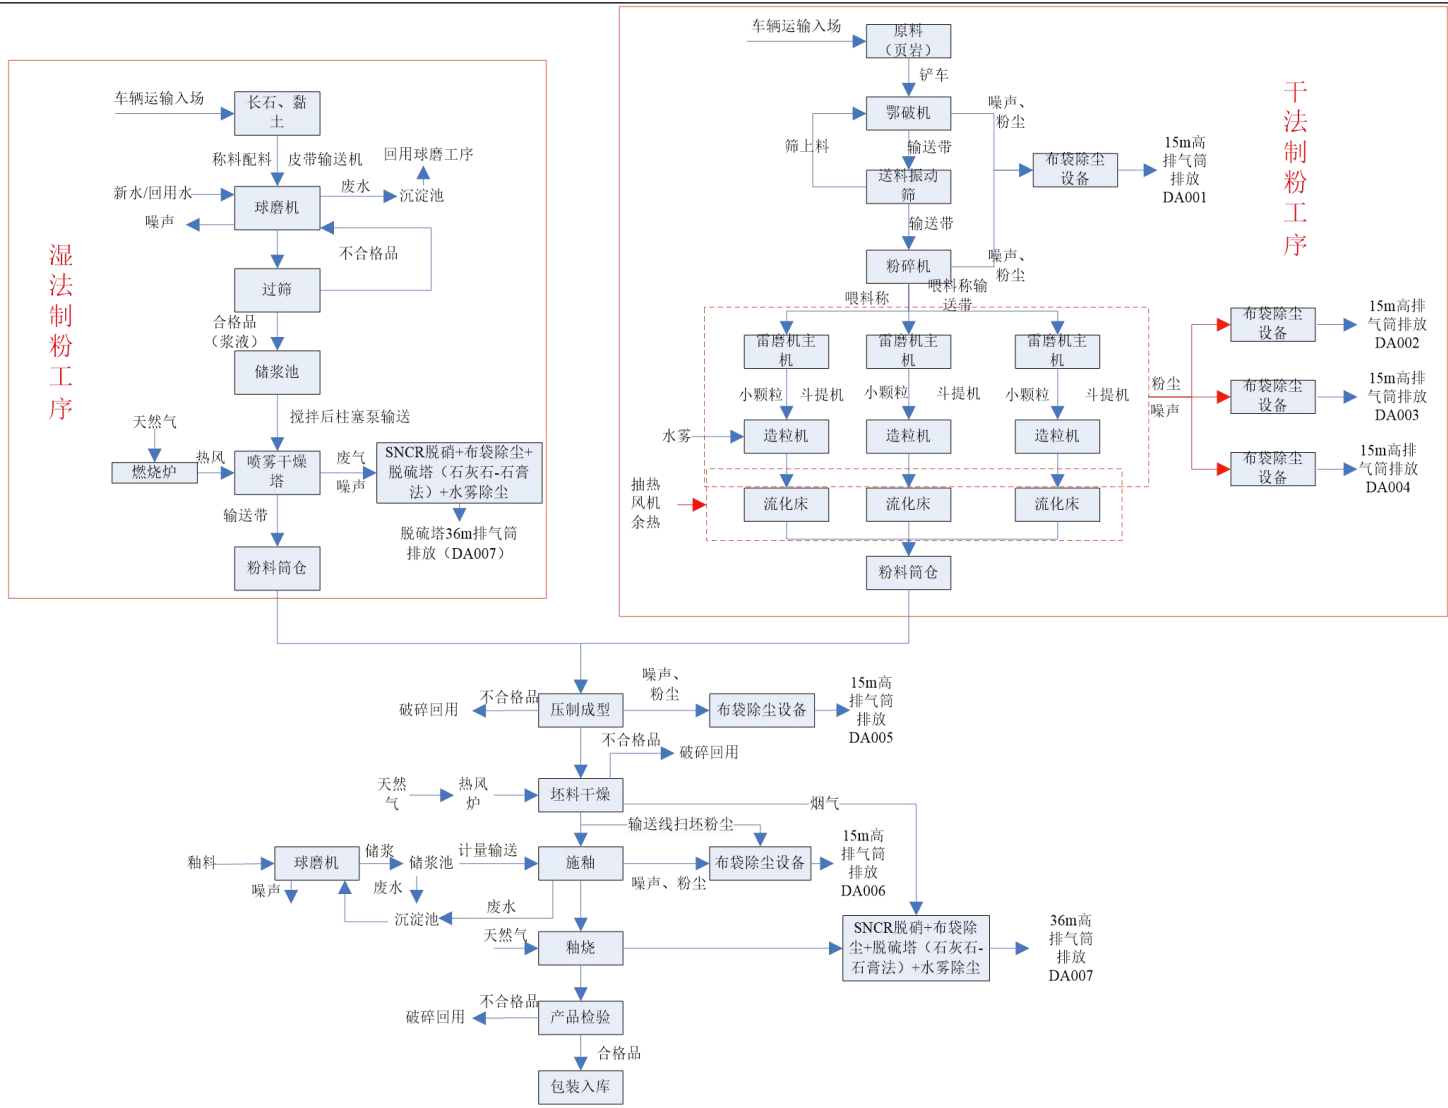 车辆运输入场
长石、黏
土
称料配料
皮带输送机
回用球磨工序
新水/回用水
球磨机
废水
沉淀池
噪声
不合格品
过筛
合格品
（浆液）
储浆池
搅拌后柱塞泵输送
天然气
燃烧炉
热风
喷雾干燥
塔
废气
噪声
SNCR脱硝+布袋除尘+
脱硫塔（石灰石-石膏
法）+水雾除尘
脱硫塔36m排气筒
排放（DA007）
输送带
粉料筒仓
湿法制粉工序
车辆运输入场
原料
（页岩）
铲车
鄂破机
噪声、
粉尘
筛上料
输送带
送料振动
筛
布袋除尘
设备
15m高
排气筒
排放
DA001
输送带
粉碎机
噪声、
粉尘
喂料称
喂料称输
送带
雷磨机主
机
雷磨机主
机
雷磨机主
机
小颗粒
斗提机
小颗粒
斗提机
小颗粒
斗提机
水雾
造粒机
造粒机
造粒机
粉尘
噪声
布袋除尘
设备
15m高排
气筒排放
DA002
布袋除尘
设备
15m高排
气筒排放
DA003
布袋除尘
设备
15m高排
气筒排放
DA004
抽热
风机
余热
流化床
流化床
流化床
粉料筒仓
干法制粉工序
破碎回用
不合格品
压制成型
噪声、
粉尘
布袋除尘设备
15m高
排气筒
排放
DA005
不合格品
破碎回用
天然
气
热风
炉
坯料干燥
烟气
输送线扫坯粉尘
釉料
球磨机
储浆
储浆池
计量输送
施釉
噪声、粉尘
布袋除尘设备
15m高
排气筒
排放
DA006
噪声
废水
沉淀池
废水
天然气
釉烧
SNCR脱硝+布袋除
尘+脱硫塔（石灰石-
石膏法）+水雾除尘
36m高
排气筒
排放
DA007
破碎回用
不合格品
产品检验
合格品
包装入库